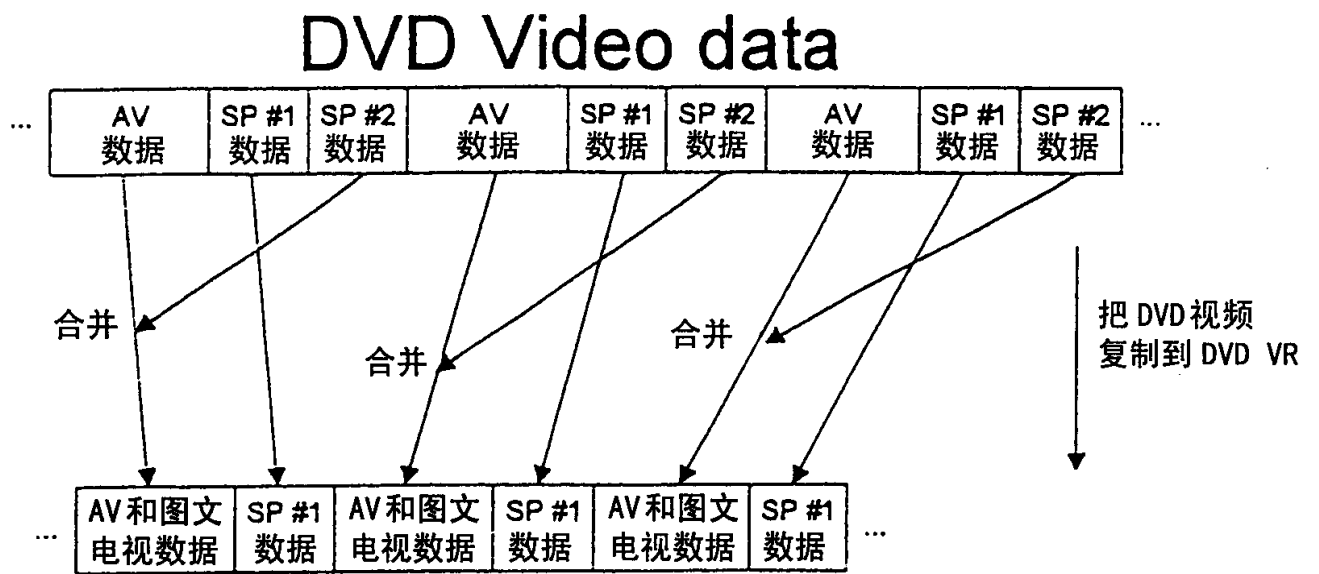 DVD Video data
... AV SP #1 SP #2 AV SP #1 SP #2 AV SP #1 SP #2 ...
数据 数据 数据 数据 数据 数据 数据 数据 数据
合并 合并 合并 把DVD视频
复制到 DVD VR
AV和图文 SP #1 AV和图文 SP #1 AV和图文 SP #1
... 电视数据 数据 电视数据 数据 电视数据 数据 ...